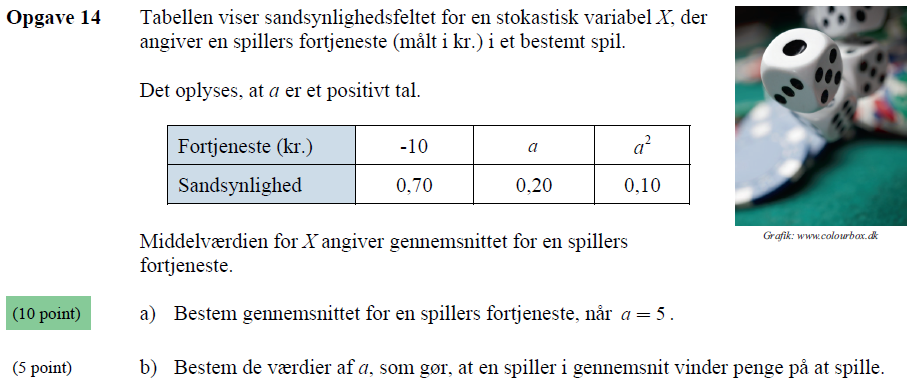 Opgave 14 Tabellen viser sandsynlighedsfeltet for en stokastisk variabel X, der
angiver en spillers fortjeneste (målt i kr.) i et bestemt spil.
Det oplyses, at a er et positivt tal.
Fortjeneste (kr.) -10 a a²
Sandsynlighed 0,70 0,20 0,10
Grafik: www.colourbox.dk
Middelværdien for X angiver gennemsnittet for en spillers
fortjeneste.
(10 point) a) Bestem gennemsnittet for en spillers fortjeneste, når a = 5.
(5 point) b) Bestem de værdier af a, som gør, at en spiller i gennemsnit vinder penge på at spille.